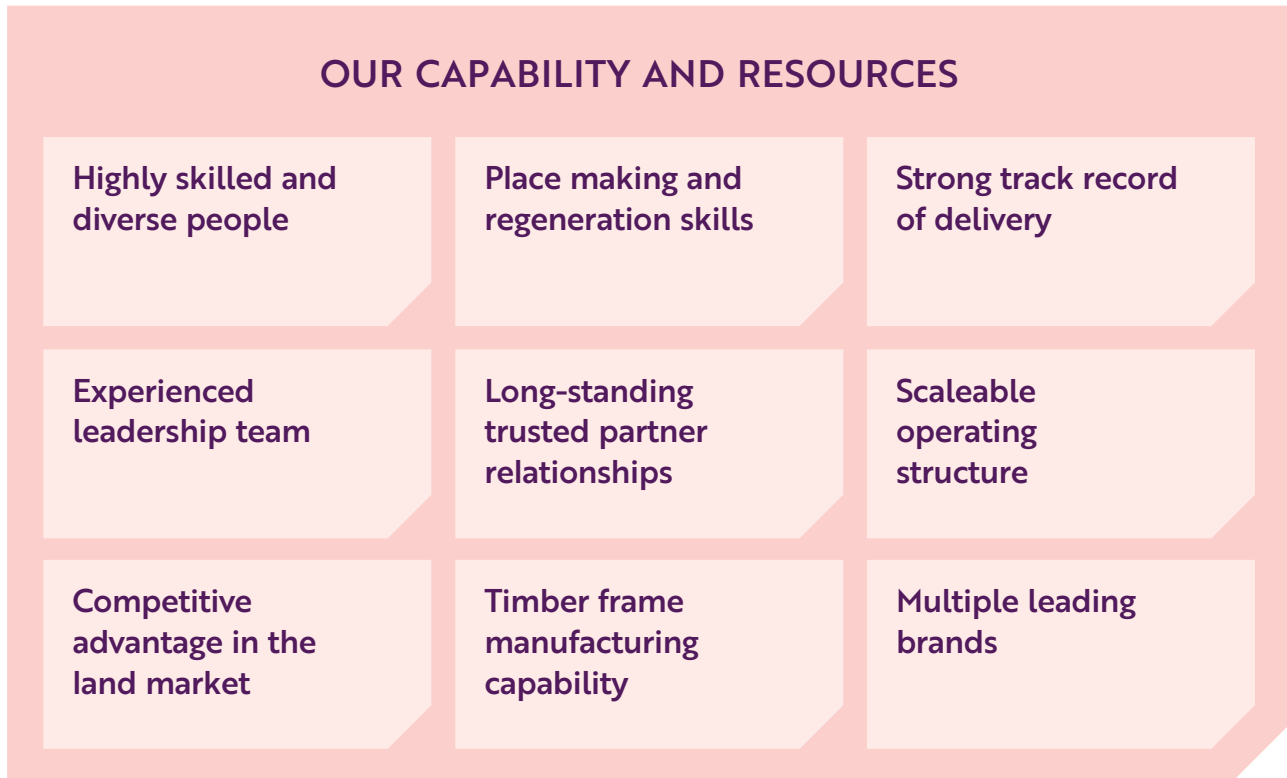 OUR CAPABILITY AND RESOURCES
Highly skilled and
diverse people
Place making and
regeneration skills
Strong track record
of delivery
Experienced
leadership team
Long-standing
trusted partner
relationships
Scaleable
operating
structure
Competitive
advantage in the
land market
Timber frame
manufacturing
capability
Multiple leading
brands